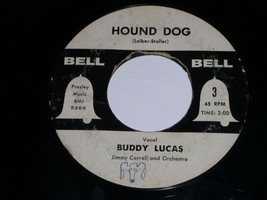 HOUND DOG
(Leiber-Stoller)
BELL
BELL
Presley
Music
BMI
6269
3
45 RPM
TIME: 2:00
Vocal
BUDDY LUCAS
Jimmy Carroll and Orchestra